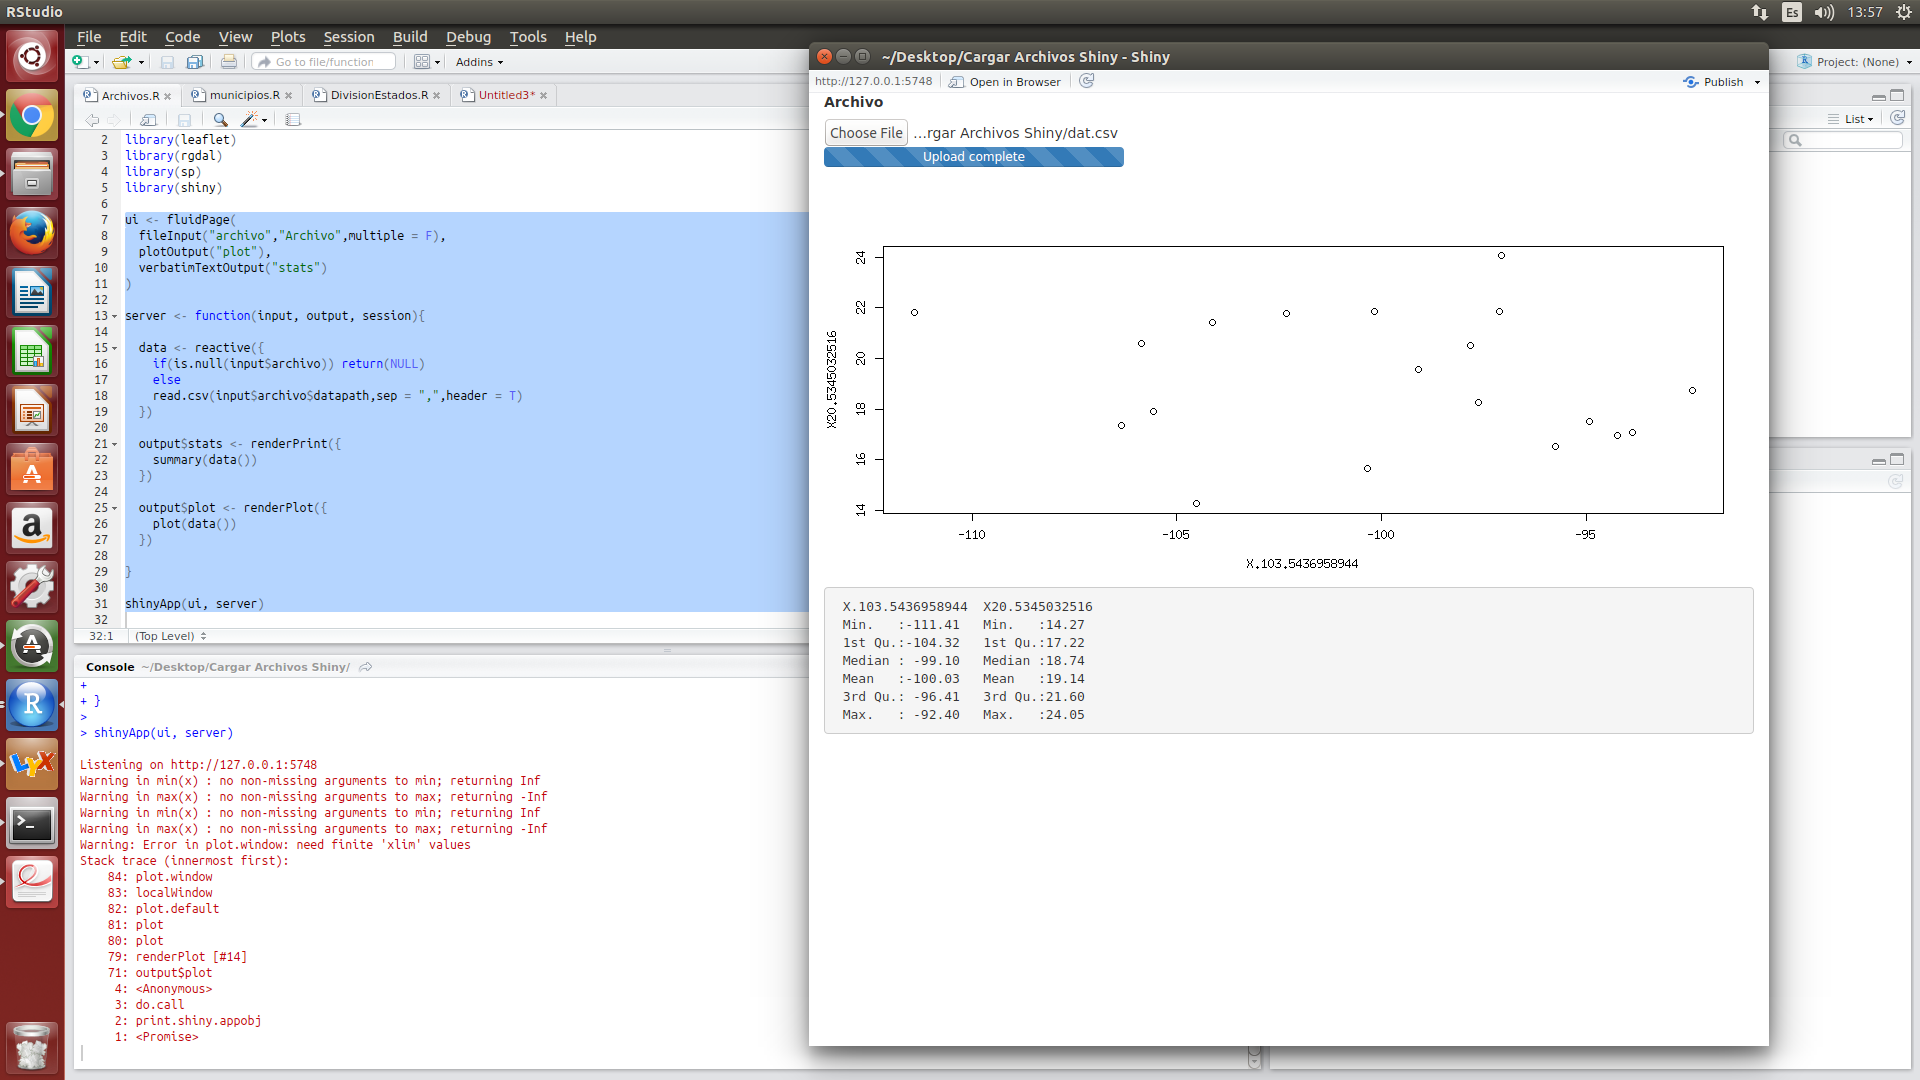 RStudio
Es
13:57
File Edit Code View Plots Session Build Debug Tools Help
Go to file/function
Addins
Project: (None)
Archivos.R
municipios.R
DivisionEstados.R
Untitled3*
2 library(leaflet)
3 library(rgdal)
4 library(sp)
5 library(shiny)
6
7 ui <- fluidPage(
8   fileInput("archivo","Archivo",multiple = F),
9   plotOutput("plot"),
10   verbatimTextOutput("stats")
11 )
12
13 server <- function(input, output, session){
14
15   data <- reactive({
16     if(is.null(input$archivo)) return(NULL)
17     else
18     read.csv(input$archivo$datapath,sep = ",",header = T)
19   })
20
21   output$stats <- renderPrint({
22     summary(data())
23   })
24
25   output$plot <- renderPlot({
26     plot(data())
27   })
28
29 }
30
31 shinyApp(ui, server)
32
32:1 (Top Level)
Console ~/Desktop/Cargar Archivos Shiny/
+
+ }
>
> shinyApp(ui, server)
Listening on http://127.0.0.1:5748
Warning in min(x) : no non-missing arguments to min; returning Inf
Warning in max(x) : no non-missing arguments to max; returning -Inf
Warning in min(x) : no non-missing arguments to min; returning Inf
Warning in max(x) : no non-missing arguments to max; returning -Inf
Warning: Error in plot.window: need finite 'xlim' values
Stack trace (innermost first):
84: plot.window
83: localWindow
82: plot.default
81: plot
80: plot
79: renderPlot [#14]
71: output$plot
4: <Anonymous>
3: do.call
2: print.shiny.appobj
1: <Promise>
~/Desktop/Cargar Archivos Shiny - Shiny
http://127.0.0.1:5748
Open in Browser
Publish
Archivo
Choose File ...rgar Archivos Shiny/dat.csv
Upload complete
24
22
20
18
16
14
X20.5345032516
-110 -105 -100 -95
X.103.5436958944
X.103.5436958944  X20.5345032516
Min.   :-111.41   Min.   :14.27
1st Qu.:-104.32   1st Qu.:17.22
Median : -99.10   Median :18.74
Mean   :-100.03   Mean   :19.14
3rd Qu.: -96.41   3rd Qu.:21.60
Max.   : -92.40   Max.   :24.05
List